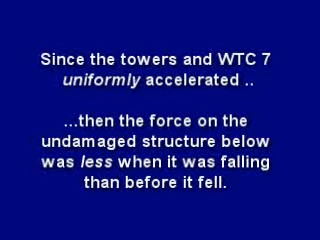 Since the towers and WTC 7
uniformly accelerated ..
...then the force on the
undamaged structure below
was less when it was falling
than before it fell.